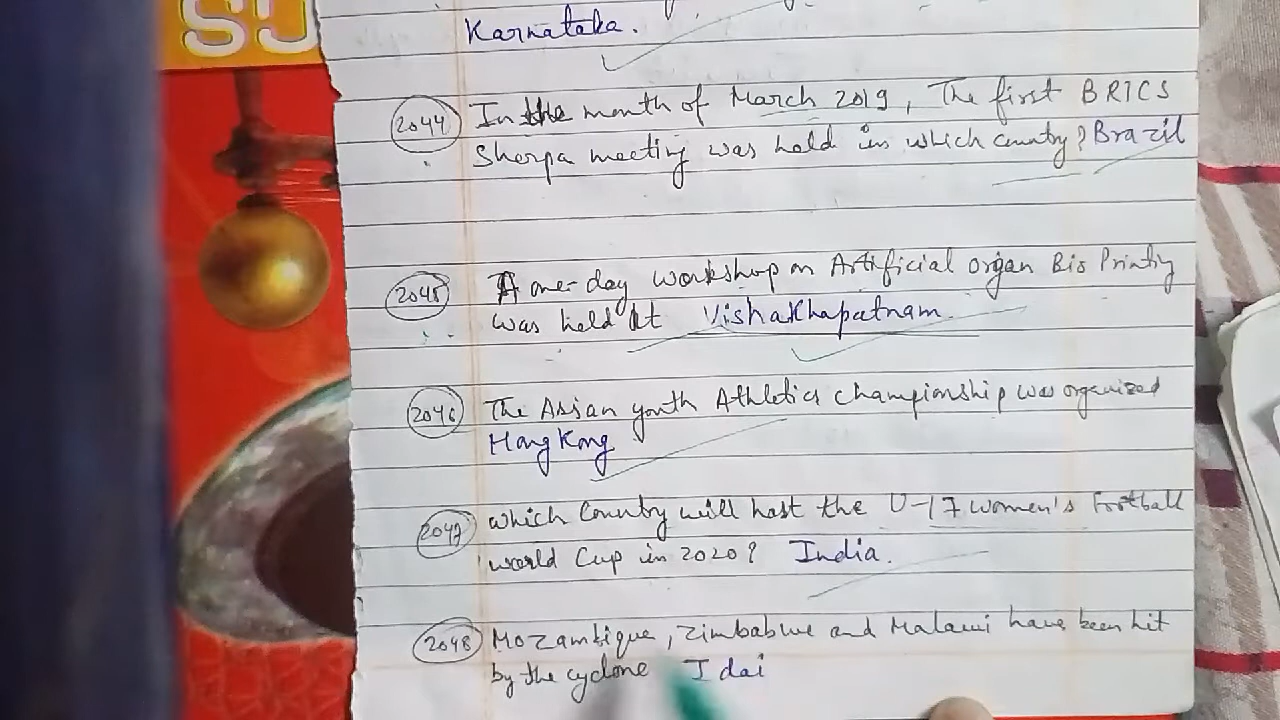 SJ
Karnataka.
2044 In the month of March 2019, The first BRICS
Sherpa meeting was held in which country? Brazil
2045 A one-day workshop on Artificial organ Bio Printing
was held at Vishakhapatnam.
2046 The Asian youth Athletics championship was organized
Hong Kong
2047 which Country will host the U-17 women's Football
world Cup in 2020? India.
2048 Mozambique, Zimbabwe and Malawi have been hit
by the cyclone Idai